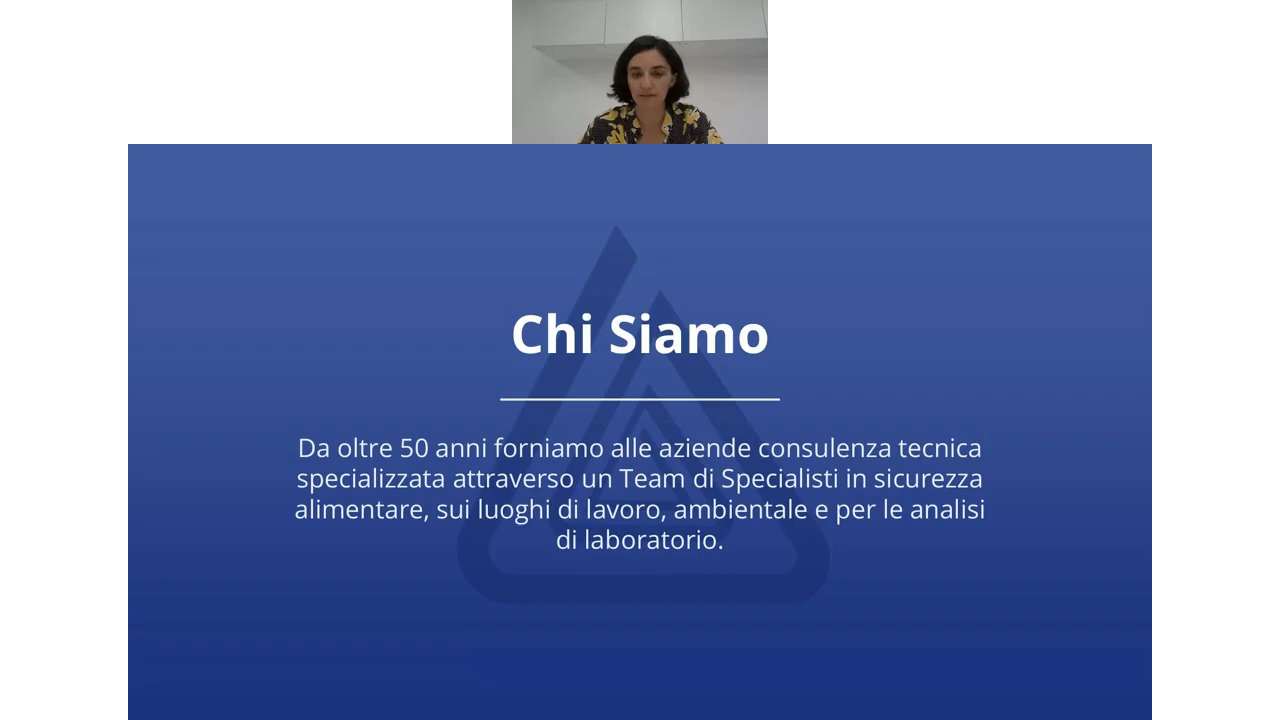 Chi Siamo
Da oltre 50 anni forniamo alle aziende consulenza tecnica
specializzata attraverso un Team di Specialisti in sicurezza
alimentare, sui luoghi di lavoro, ambientale e per le analisi
di laboratorio.